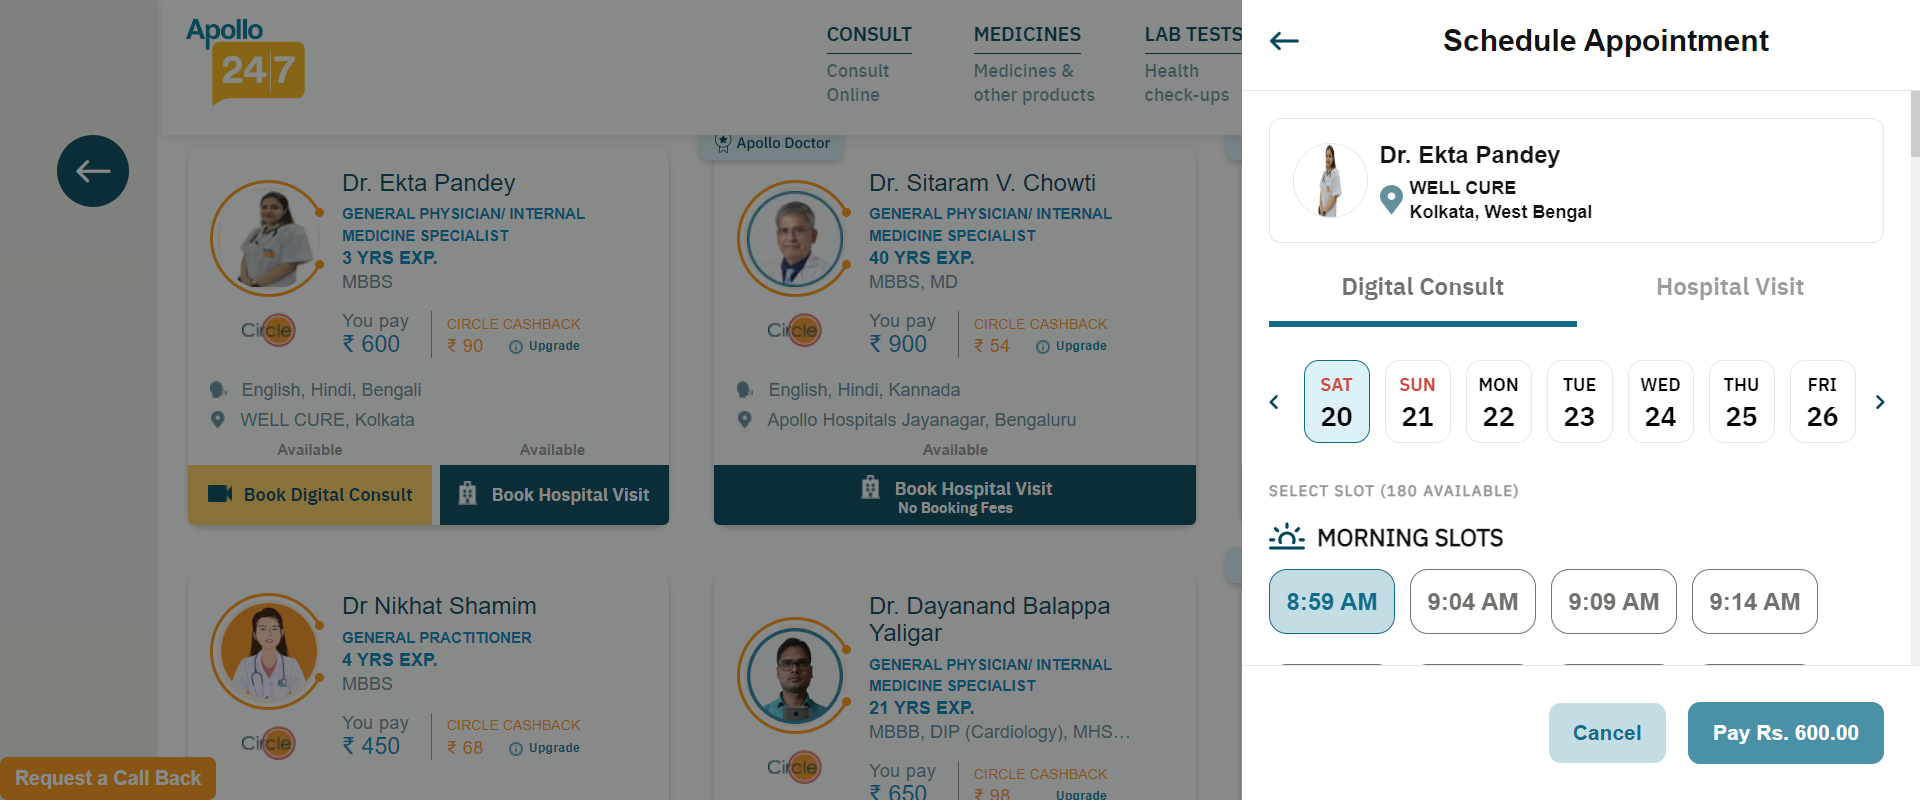 Apollo
24|7
CONSULT
Consult
Online
MEDICINES
Medicines &
other products
LAB TESTS
Health
check-ups
Dr. Ekta Pandey
GENERAL PHYSICIAN/ INTERNAL
MEDICINE SPECIALIST
3 YRS EXP.
MBBS
Circle
You pay
₹ 600
CIRCLE CASHBACK
₹ 90
Upgrade
English, Hindi, Bengali
WELL CURE, Kolkata
Available
Available
Book Digital Consult
Book Hospital Visit
Apollo Doctor
Dr. Sitaram V. Chowti
GENERAL PHYSICIAN/ INTERNAL
MEDICINE SPECIALIST
40 YRS EXP.
MBBS, MD
Circle
You pay
₹ 900
CIRCLE CASHBACK
₹ 54
Upgrade
English, Hindi, Kannada
Apollo Hospitals Jayanagar, Bengaluru
Available
Book Hospital Visit
No Booking Fees
Dr Nikhat Shamim
GENERAL PRACTITIONER
4 YRS EXP.
MBBS
Circle
You pay
₹ 450
CIRCLE CASHBACK
₹ 68
Upgrade
Dr. Dayanand Balappa
Yaligar
GENERAL PHYSICIAN/ INTERNAL
MEDICINE SPECIALIST
21 YRS EXP.
MBBB, DIP (Cardiology), MHS...
Circle
You pay
₹ 650
CIRCLE CASHBACK
₹ 98
Upgrade
Request a Call Back
Schedule Appointment
Dr. Ekta Pandey
WELL CURE
Kolkata, West Bengal
Digital Consult
Hospital Visit
SAT
20
SUN
21
MON
22
TUE
23
WED
24
THU
25
FRI
26
SELECT SLOT (180 AVAILABLE)
MORNING SLOTS
8:59 AM
9:04 AM
9:09 AM
9:14 AM
Cancel
Pay Rs. 600.00